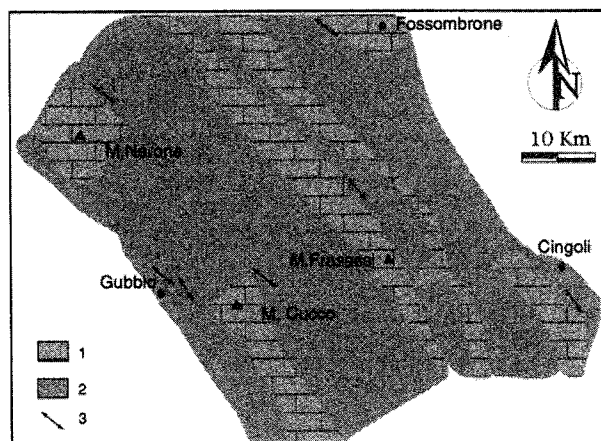 Fossombrone
N
10 Km
M.Nerone
Cingoli
M.Frasassi
Gubbio
M. Cucco
1
2
3